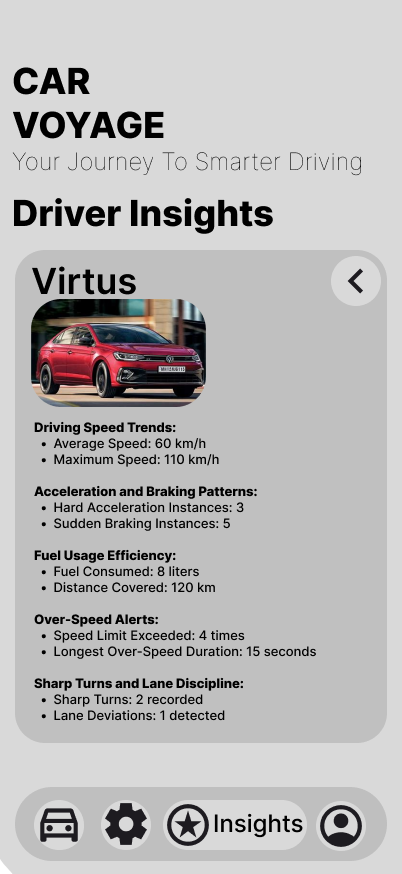 CAR
VOYAGE
Your Journey To Smarter Driving
Driver Insights
Virtus
Driving Speed Trends:
• Average Speed: 60 km/h
• Maximum Speed: 110 km/h
Acceleration and Braking Patterns:
• Hard Acceleration Instances: 3
• Sudden Braking Instances: 5
Fuel Usage Efficiency:
• Fuel Consumed: 8 liters
• Distance Covered: 120 km
Over-Speed Alerts:
• Speed Limit Exceeded: 4 times
• Longest Over-Speed Duration: 15 seconds
Sharp Turns and Lane Discipline:
• Sharp Turns: 2 recorded
• Lane Deviations: 1 detected
Insights